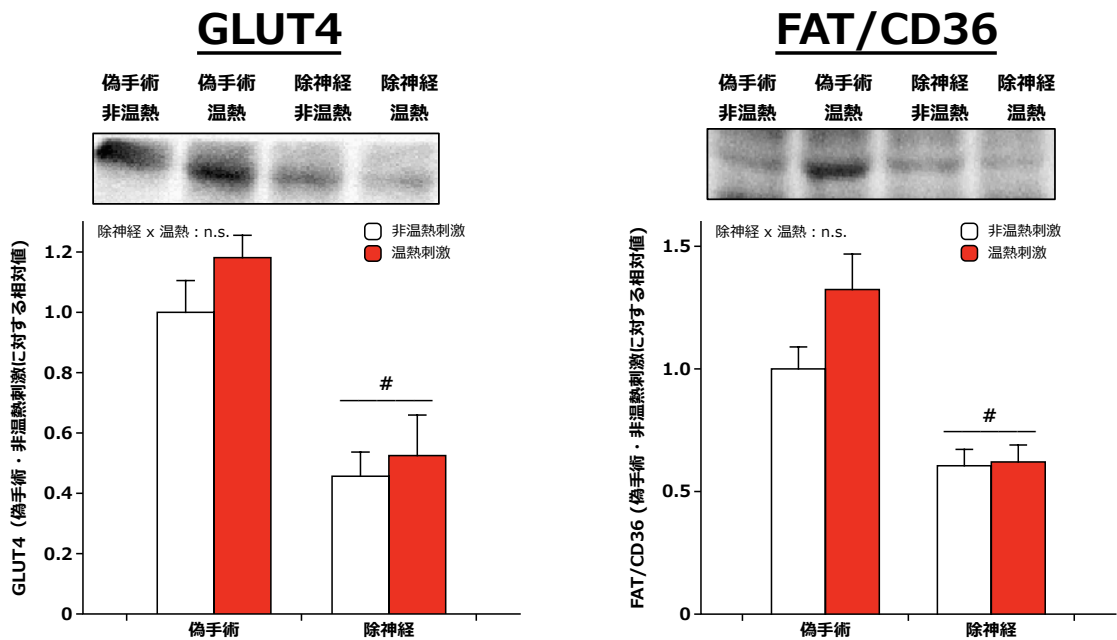 GLUT4
偽手術 偽手術 除神経 除神経
非温熱 温熱 非温熱 温熱
除神経 x 温熱 : n.s.
非温熱刺激
温熱刺激
GLUT4（偽手術・非温熱刺激に対する相対値）
1.2
1.0
0.8
0.6
0.4
0.2
0
#
偽手術 除神経
FAT/CD36
偽手術 偽手術 除神経 除神経
非温熱 温熱 非温熱 温熱
除神経 x 温熱 : n.s.
非温熱刺激
温熱刺激
FAT/CD36（偽手術・非温熱刺激に対する相対値）
1.5
1.0
0.5
0
#
偽手術 除神経